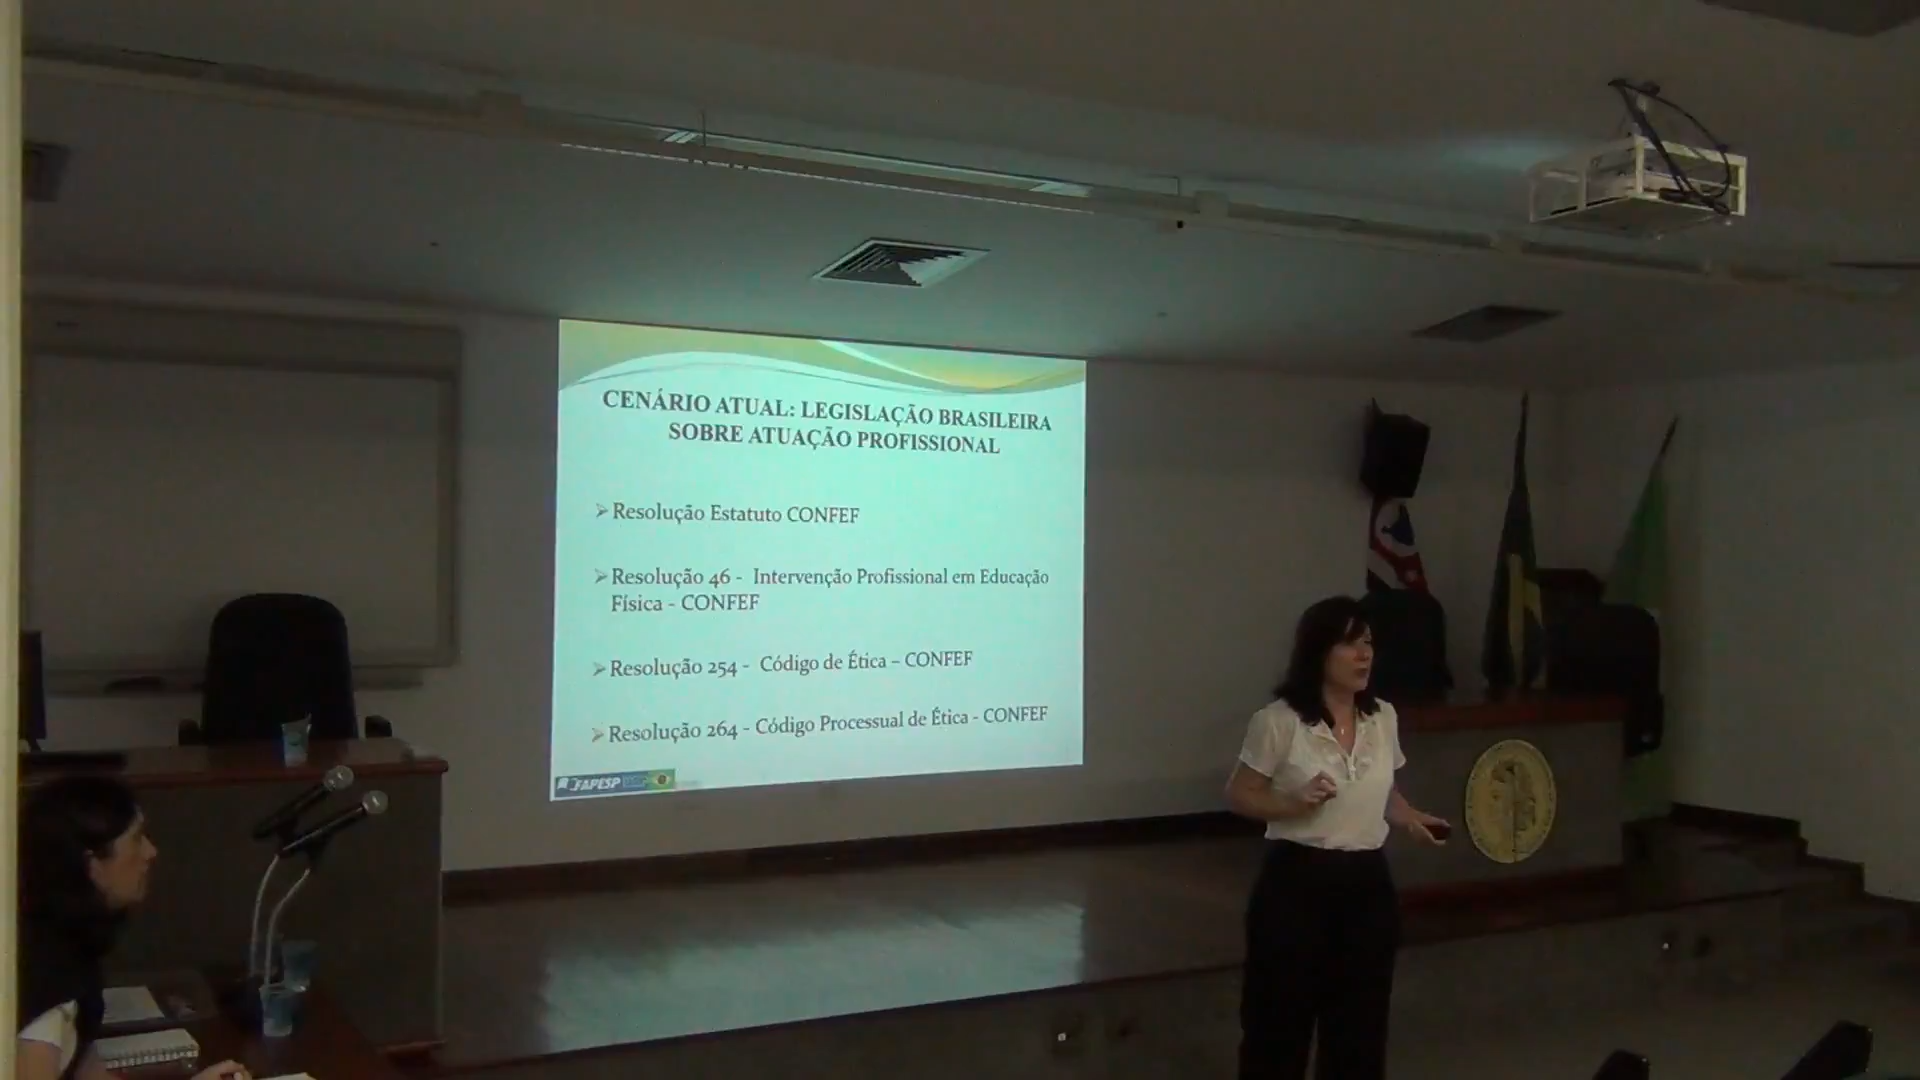 CENÁRIO ATUAL: LEGISLAÇÃO BRASILEIRA
SOBRE ATUAÇÃO PROFISSIONAL
➢ Resolução Estatuto CONFEF
➢ Resolução 46 - Intervenção Profissional em Educação
Física - CONFEF
➢ Resolução 254 - Código de Ética – CONFEF
➢ Resolução 264 - Código Processual de Ética - CONFEF
FAPESP